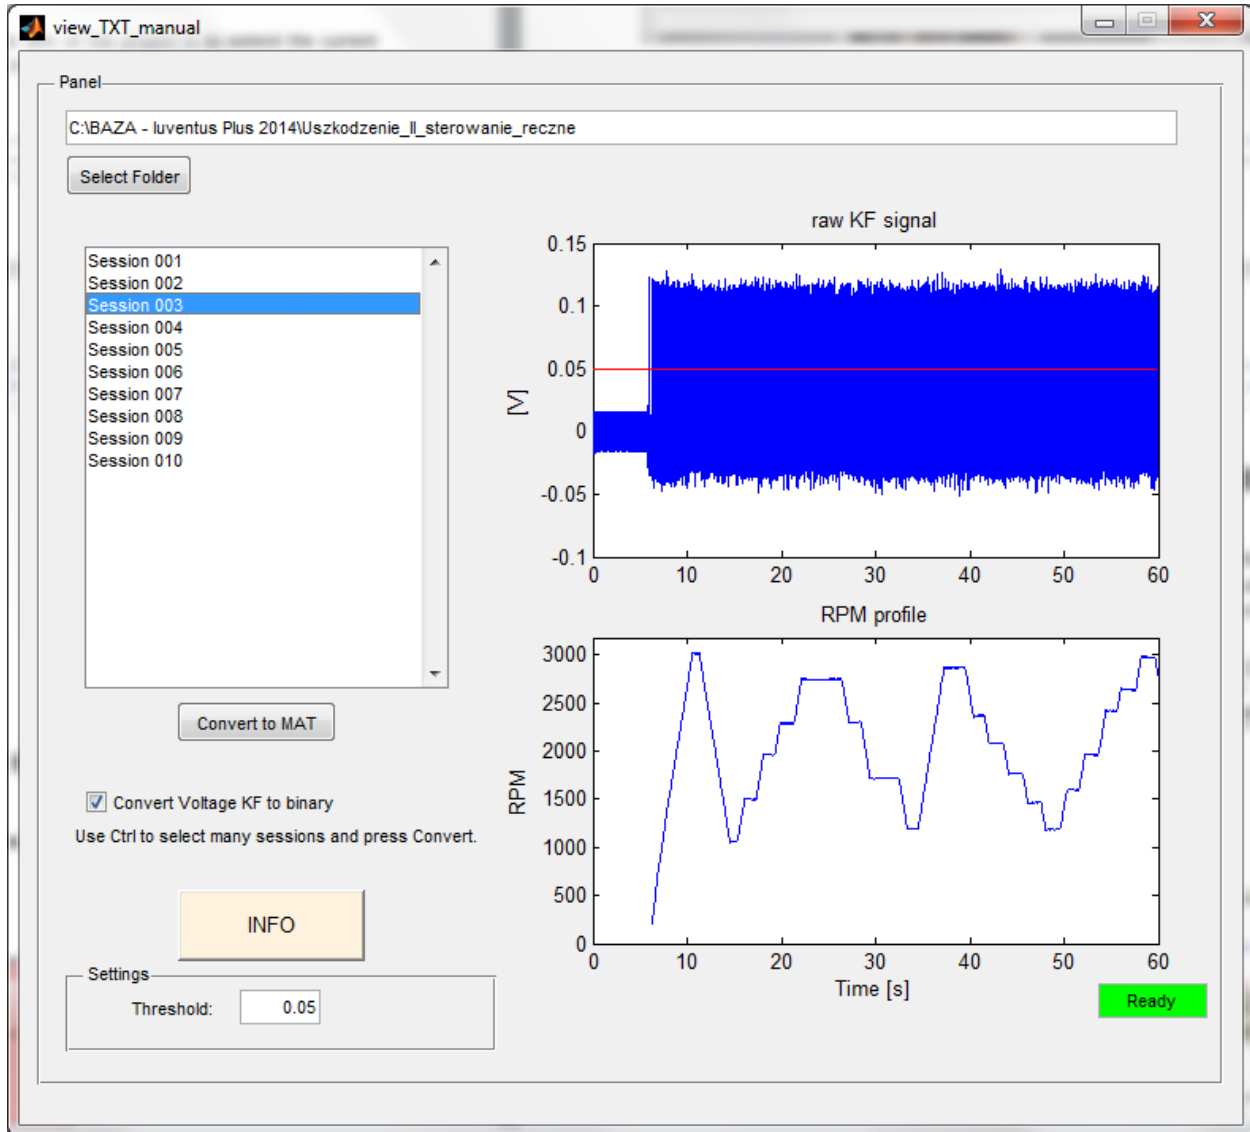 view_TXT_manual
Panel
C:\BAZA - Iuventus Plus 2014\Uszkodzenie_II_sterowanie_reczne
Select Folder
Session 001
Session 002
Session 003
Session 004
Session 005
Session 006
Session 007
Session 008
Session 009
Session 010
Convert to MAT
Convert Voltage KF to binary
Use Ctrl to select many sessions and press Convert.
INFO
Settings
Threshold: 0.05
raw KF signal
0.15
0.1
0.05
0
-0.05
-0.1
[V]
0 10 20 30 40 50 60
RPM profile
3000
2500
2000
1500
1000
500
0
RPM
0 10 20 30 40 50 60
Time [s]
Ready